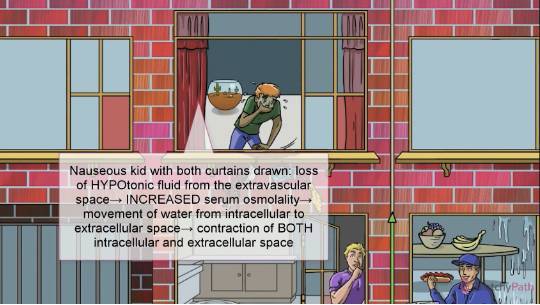 Nauseous kid with both curtains drawn: loss
of HYPOtonic fluid from the extravascular
space→ INCREASED serum osmolality→
movement of water from intracellular to
extracellular space→ contraction of BOTH
intracellular and extracellular space
tchyPath